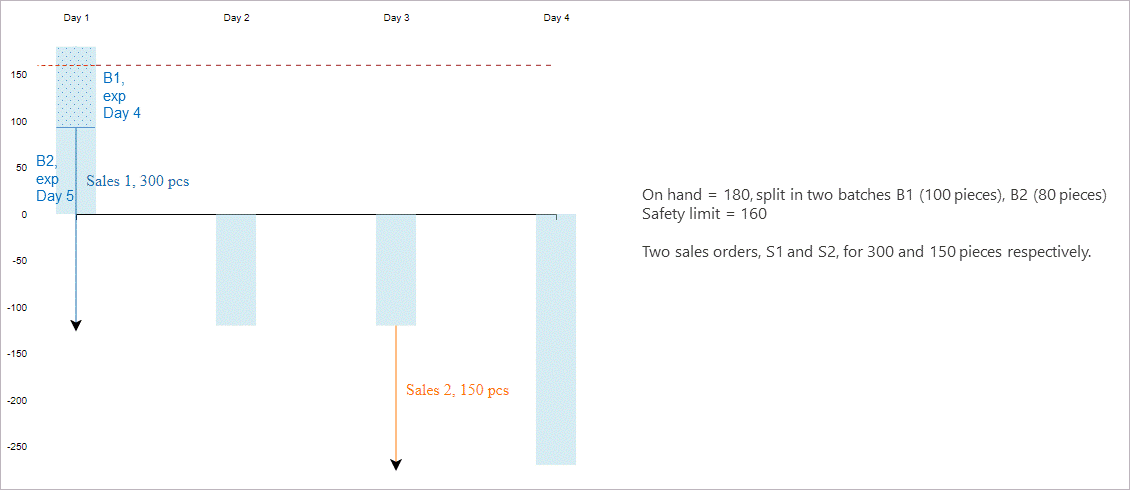 Day 1
Day 2
Day 3
Day 4
150
100
50
0
-50
-100
-150
-200
-250
B1,
exp
Day 4
B2,
exp
Day 5
Sales 1, 300 pcs
Sales 2, 150 pcs
On hand = 180, split in two batches B1 (100 pieces), B2 (80 pieces)
Safety limit = 160
Two sales orders, S1 and S2, for 300 and 150 pieces respectively.